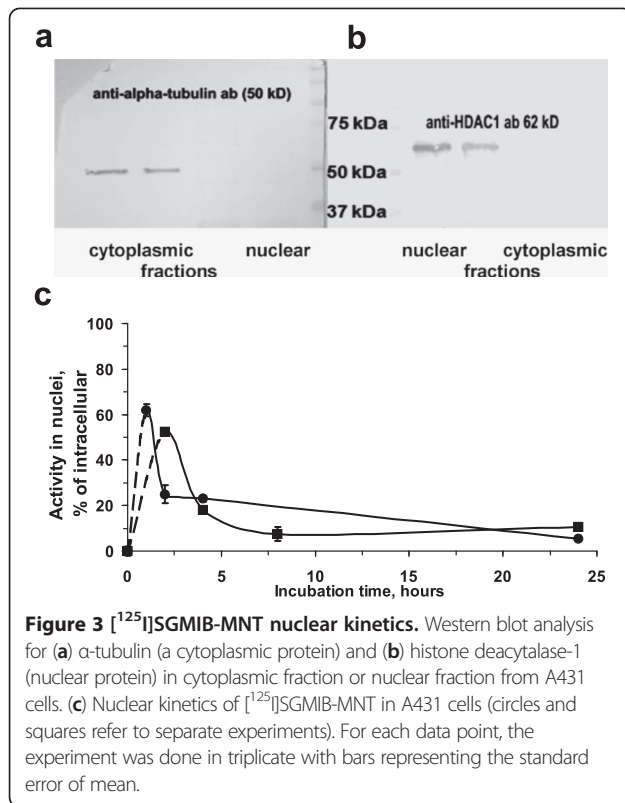 a
b
anti-alpha-tubulin ab (50 kD)
75 kDa
anti-HDAC1 ab 62 kD
50 kDa
37 kDa
cytoplasmic nuclear
fractions
nuclear cytoplasmic
fractions
c
Activity in nuclei,
% of intracellular
100
80
60
40
20
0
0 5 10 15 20 25
Incubation time, hours
Figure 3 [¹²⁵I]SGMIB-MNT nuclear kinetics. Western blot analysis
for (a) α-tubulin (a cytoplasmic protein) and (b) histone deacytalase-1
(nuclear protein) in cytoplasmic fraction or nuclear fraction from A431
cells. (c) Nuclear kinetics of [¹²⁵I]SGMIB-MNT in A431 cells (circles and
squares refer to separate experiments). For each data point, the
experiment was done in triplicate with bars representing the standard
error of mean.